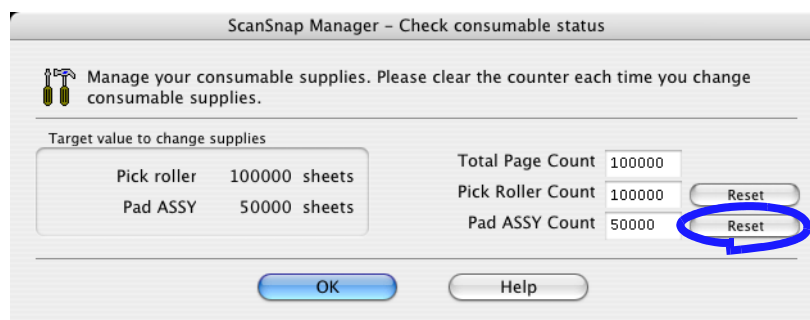 ScanSnap Manager – Check consumable status
Manage your consumable supplies. Please clear the counter each time you change
consumable supplies.
Target value to change supplies
Pick roller 100000 sheets
Pad ASSY 50000 sheets
Total Page Count 100000
Pick Roller Count 100000 Reset
Pad ASSY Count 50000 Reset
OK Help